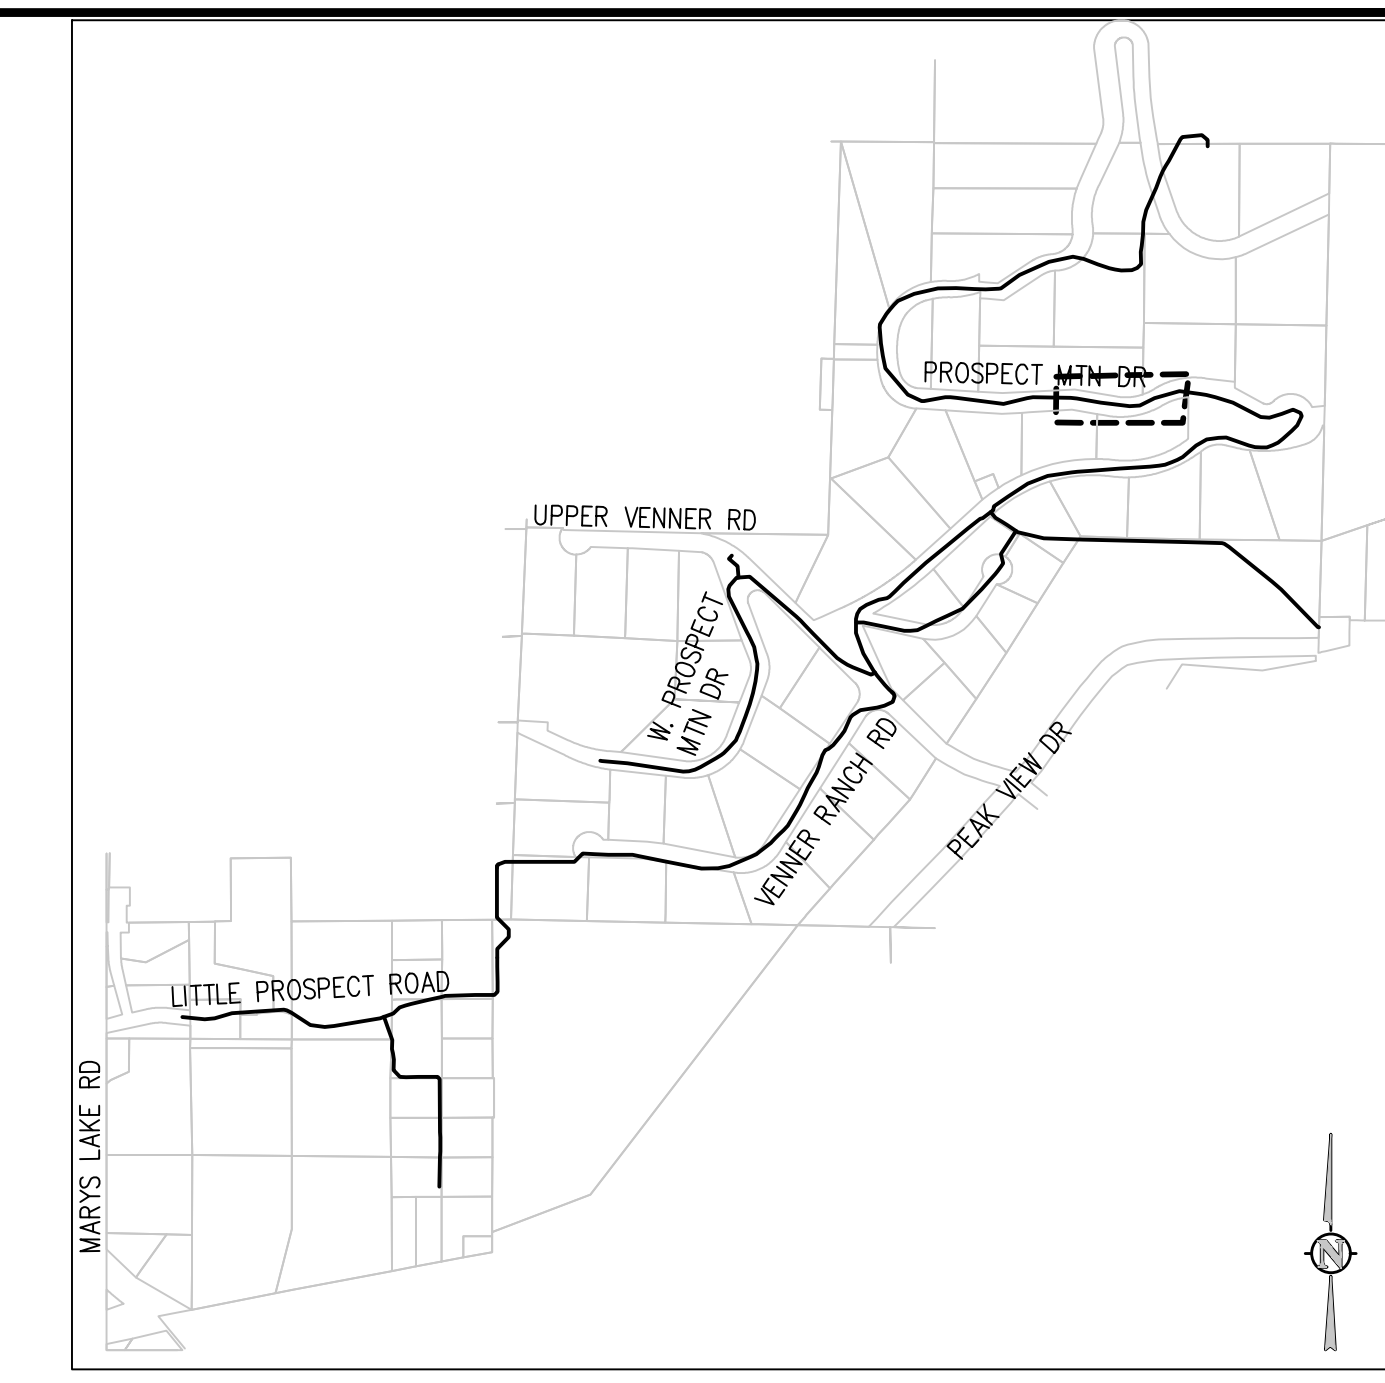 PROSPECT MTN DR
UPPER VENNER RD
W. PROSPECT
MTN DR
VENNER RANCH RD
PEAK VIEW DR
LITTLE PROSPECT ROAD
MARYS LAKE RD
N